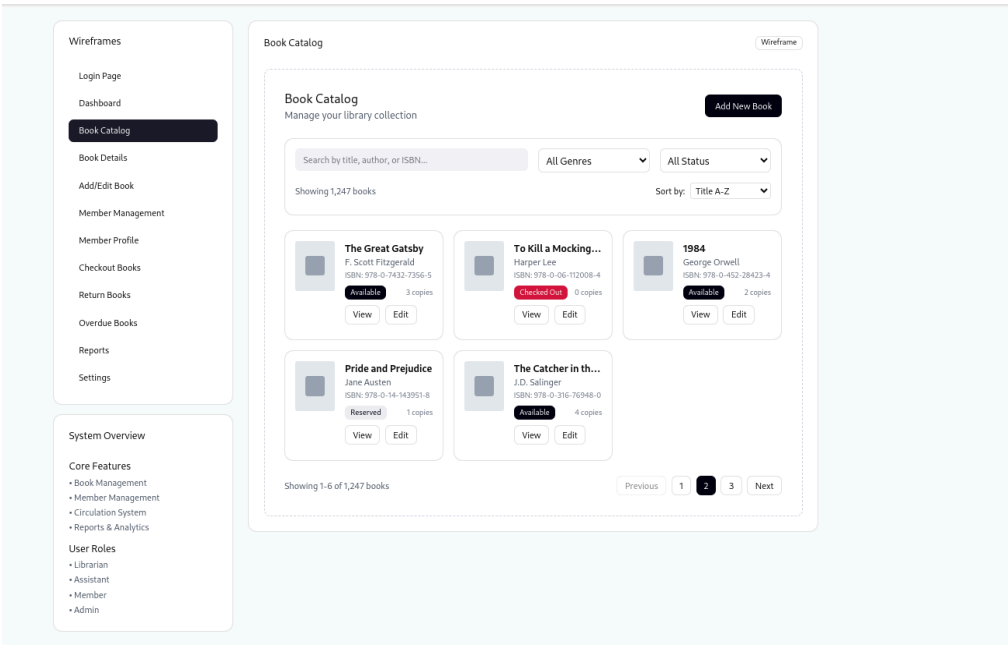 Wireframes
Login Page
Dashboard
Book Catalog
Book Details
Add/Edit Book
Member Management
Member Profile
Checkout Books
Return Books
Overdue Books
Reports
Settings
System Overview
Core Features
• Book Management
• Member Management
• Circulation System
• Reports & Analytics
User Roles
• Librarian
• Assistant
• Member
• Admin
Book Catalog
Wireframe
Book Catalog
Manage your library collection
Add New Book
Search by title, author, or ISBN...
All Genres
All Status
Showing 1,247 books
Sort by: Title A-Z
The Great Gatsby
F. Scott Fitzgerald
ISBN: 978-0-7432-7356-5
Available 3 copies
View Edit
To Kill a Mocking...
Harper Lee
ISBN: 978-0-06-112008-4
Checked Out 0 copies
View Edit
1984
George Orwell
ISBN: 978-0-452-28423-4
Available 2 copies
View Edit
Pride and Prejudice
Jane Austen
ISBN: 978-0-14-143951-8
Reserved 1 copies
View Edit
The Catcher in th...
J.D. Salinger
ISBN: 978-0-316-76948-0
Available 4 copies
View Edit
Showing 1-6 of 1,247 books
Previous 1 2 3 Next